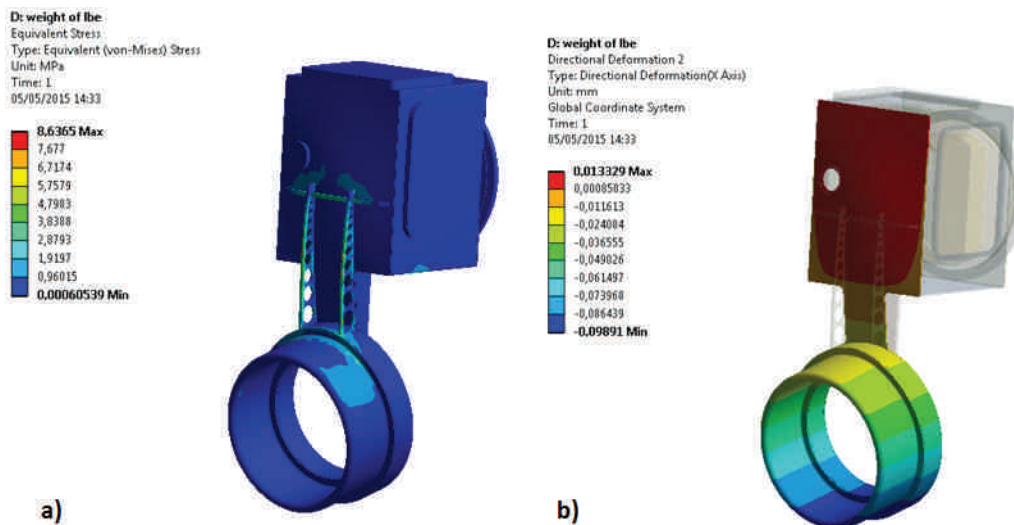 D: weight of lbe
Equivalent Stress
Type: Equivalent (von-Mises) Stress
Unit: MPa
Time: 1
05/05/2015 14:33
8,6365 Max
7,677
6,7174
5,7579
4,7983
3,8388
2,8793
1,9197
0,96015
0,00060539 Min
a)
D: weight of lbe
Directional Deformation 2
Type: Directional Deformation(X Axis)
Unit: mm
Global Coordinate System
Time: 1
05/05/2015 14:33
0,013329 Max
0,00085833
-0,011613
-0,024084
-0,036555
-0,049026
-0,061497
-0,073968
-0,086439
-0,09891 Min
b)